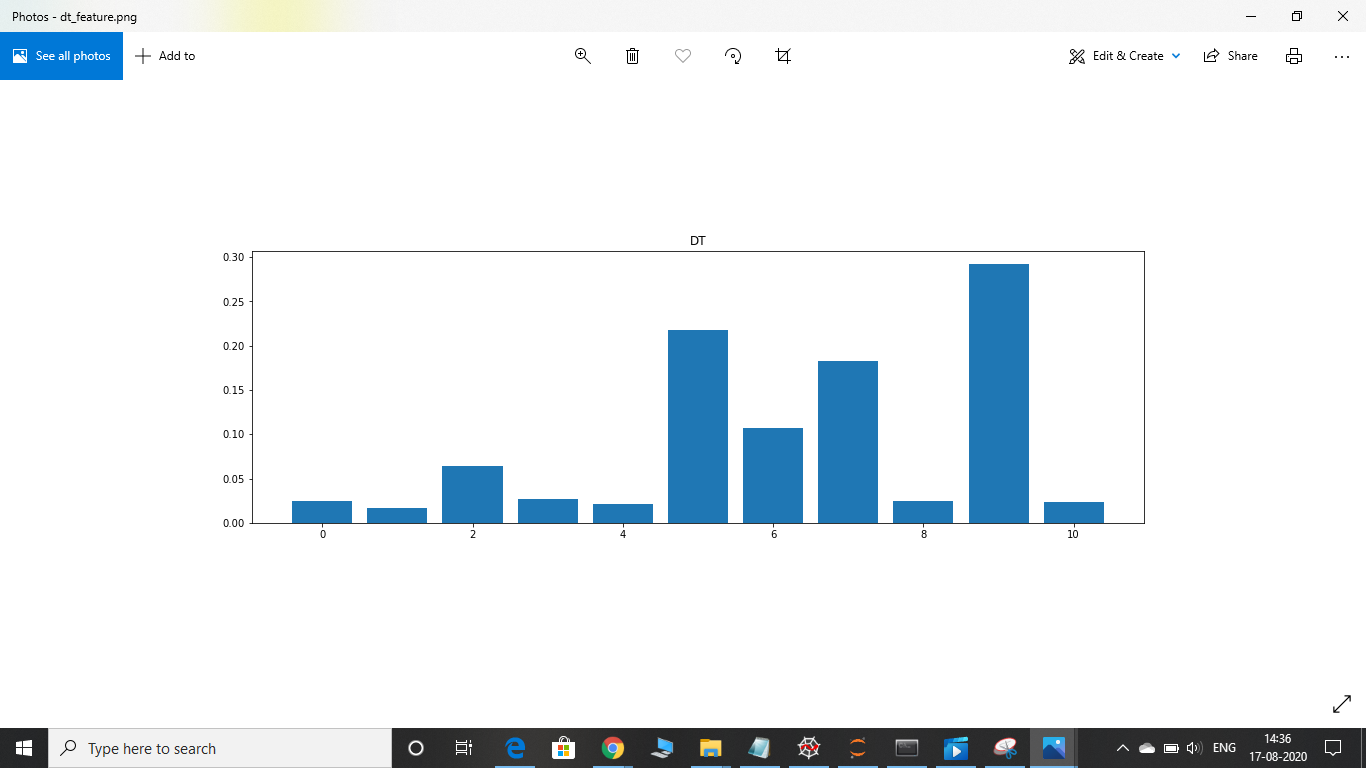 Photos - dt_feature.png
See all photos
Add to
Edit & Create
Share
DT
0.30
0.25
0.20
0.15
0.10
0.05
0.00
0 2 4 6 8 10
Type here to search
ENG
14:36
17-08-2020